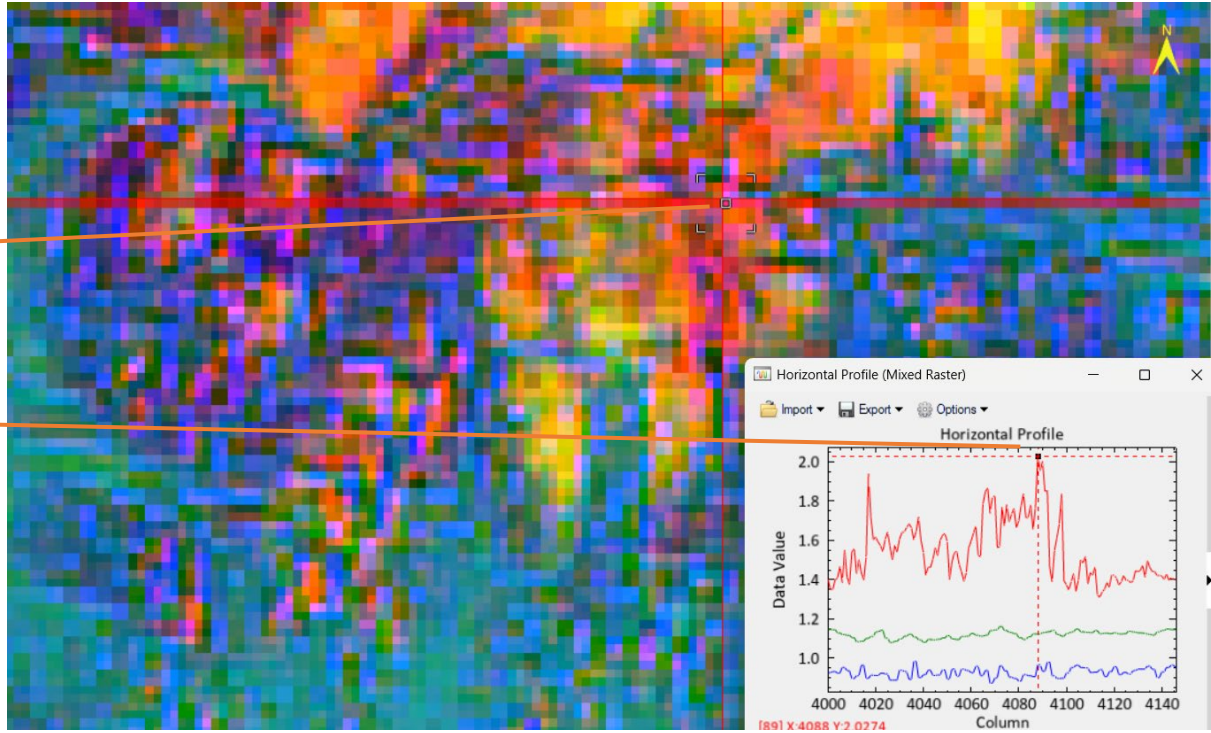 N
Horizontal Profile (Mixed Raster)
Import Export Options
Horizontal Profile
2.0
1.8
1.6
1.4
1.2
1.0
Data Value
4000 4020 4040 4060 4080 4100 4120 4140
Column
[89] X:4088 Y:2.0274